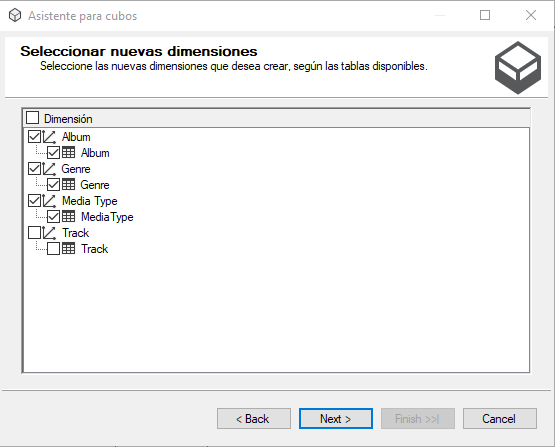 Asistente para cubos
Seleccionar nuevas dimensiones
Seleccione las nuevas dimensiones que desea crear, según las tablas disponibles.
Dimensión
Album
Album
Genre
Genre
Media Type
MediaType
Track
Track
< Back
Next >
Finish >>|
Cancel